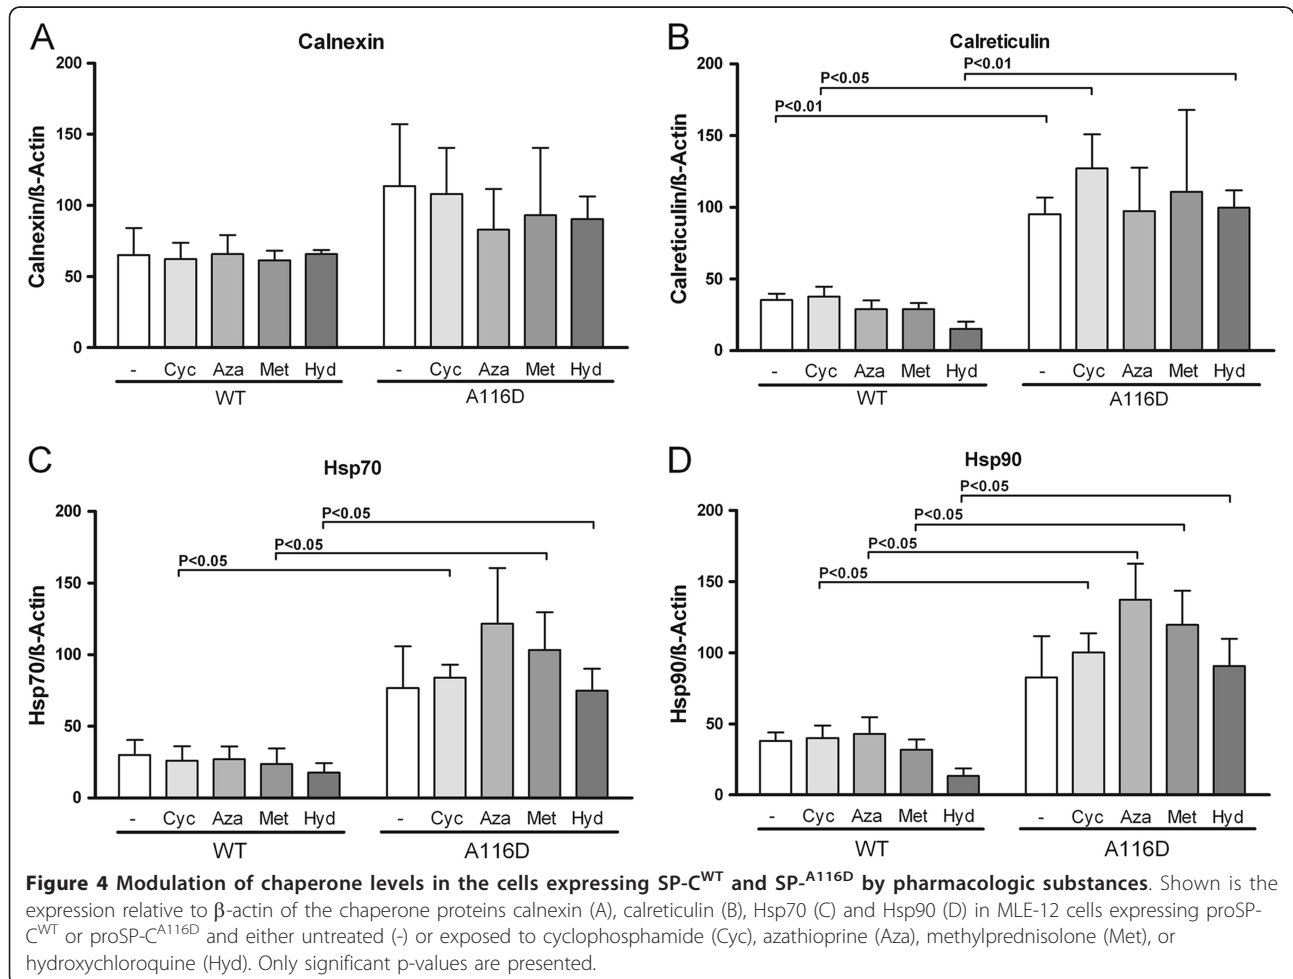 A
Calnexin
200
150
100
50
0
Calnexin/ß-Actin
- Cyc Aza Met Hyd - Cyc Aza Met Hyd
WT A116D
B
Calreticulin
P<0.01
P<0.05
P<0.01
200
150
100
50
0
Calreticulin/ß-Actin
- Cyc Aza Met Hyd - Cyc Aza Met Hyd
WT A116D
C
Hsp70
P<0.05
P<0.05
P<0.05
200
150
100
50
0
Hsp70/ß-Actin
- Cyc Aza Met Hyd - Cyc Aza Met Hyd
WT A116D
D
Hsp90
P<0.05
P<0.05
P<0.05
P<0.05
200
150
100
50
0
Hsp90/ß-Actin
- Cyc Aza Met Hyd - Cyc Aza Met Hyd
WT A116D
Figure 4 Modulation of chaperone levels in the cells expressing SP-C^WT and SP-^A116D by pharmacologic substances. Shown is the
expression relative to β-actin of the chaperone proteins calnexin (A), calreticulin (B), Hsp70 (C) and Hsp90 (D) in MLE-12 cells expressing proSP-
C^WT or proSP-C^A116D and either untreated (-) or exposed to cyclophosphamide (Cyc), azathioprine (Aza), methylprednisolone (Met), or
hydroxychloroquine (Hyd). Only significant p-values are presented.